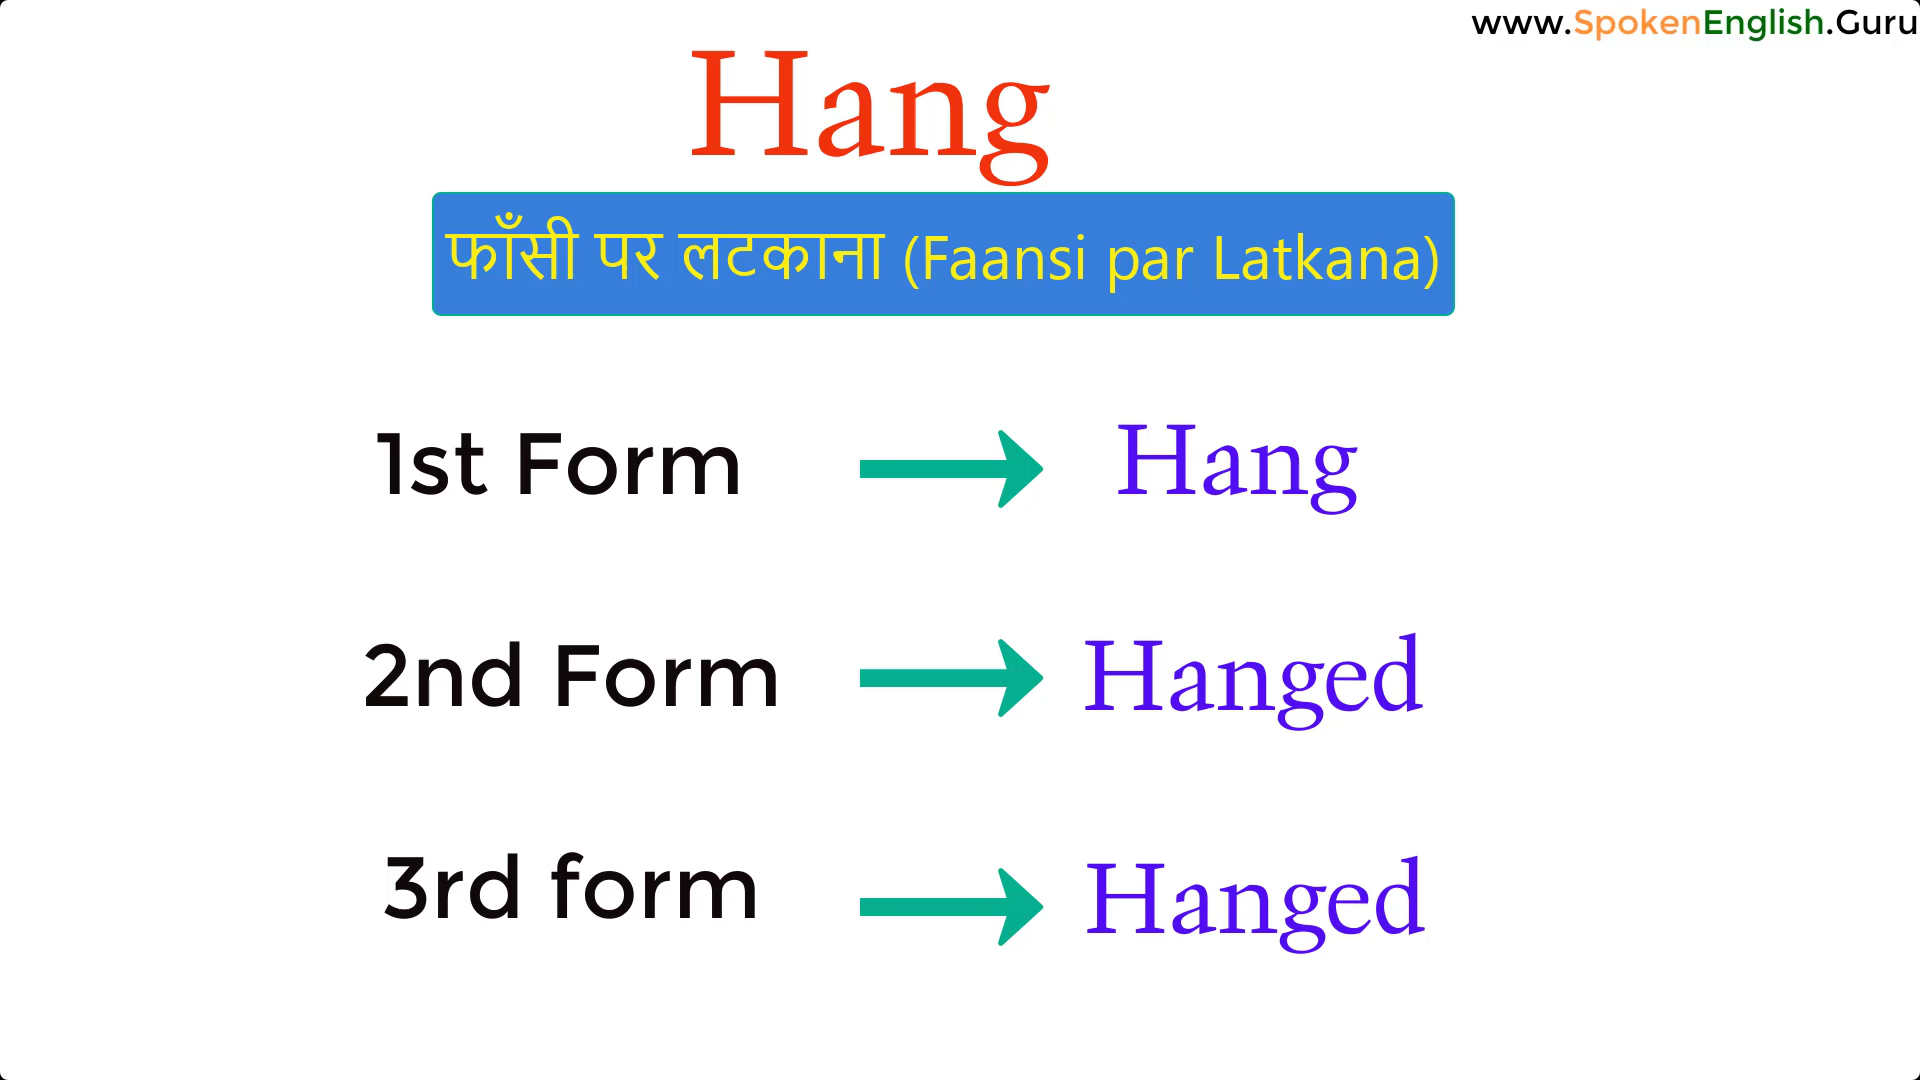 www.SpokenEnglish.Guru
Hang
फाँसी पर लटकाना (Faansi par Latkana)
1st Form Hang
2nd Form Hanged
3rd form Hanged